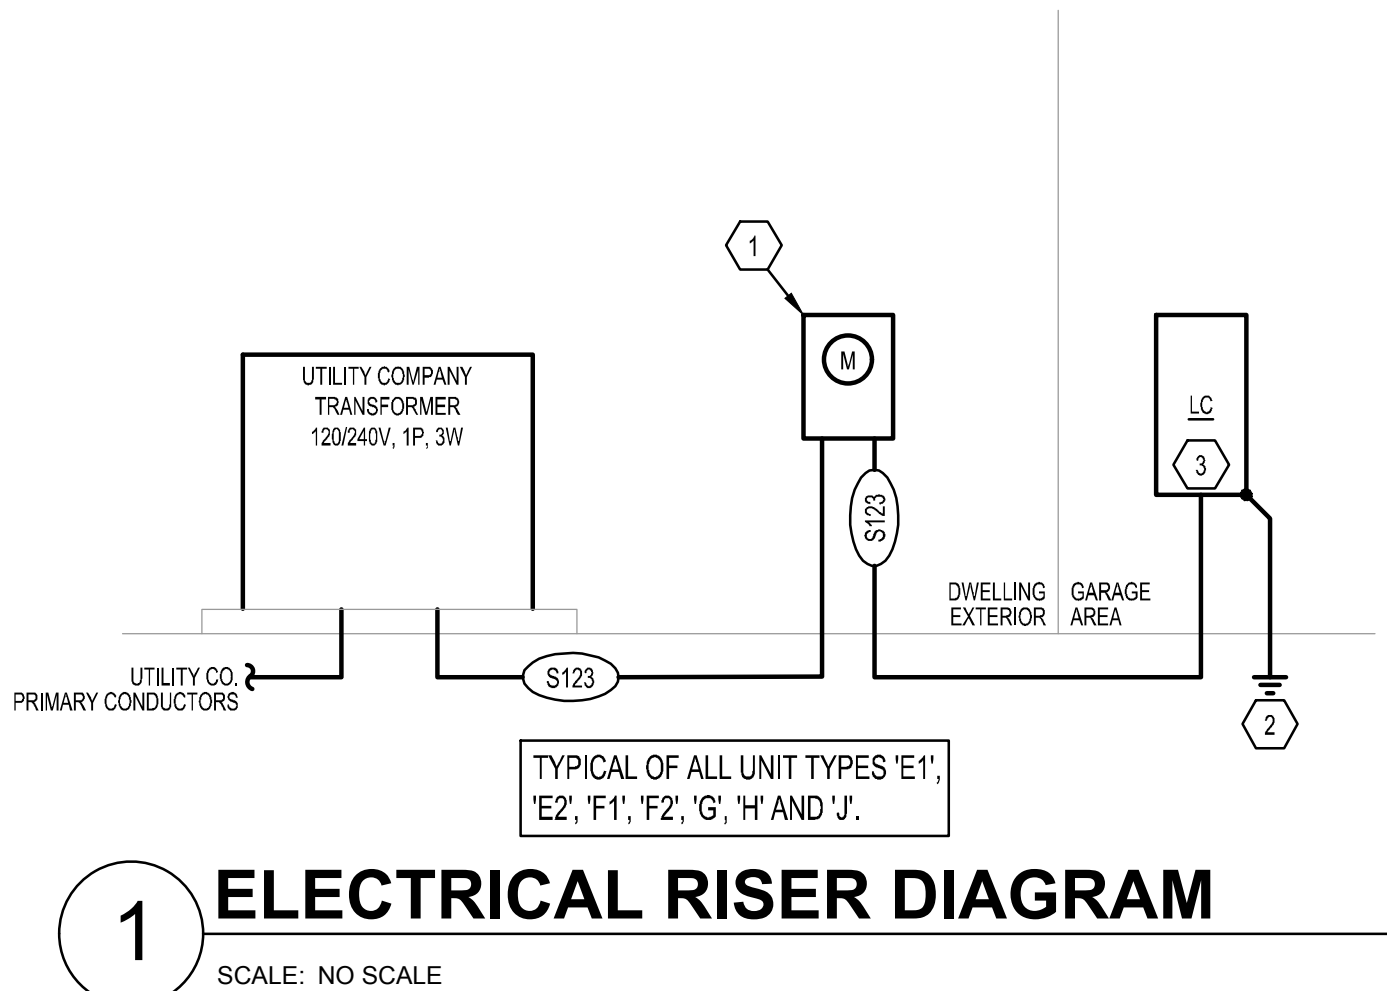 1
M
UTILITY COMPANY
TRANSFORMER
120/240V, 1P, 3W
LC
3
S123
DWELLING
EXTERIOR
GARAGE
AREA
UTILITY CO.
PRIMARY CONDUCTORS
S123
2
TYPICAL OF ALL UNIT TYPES 'E1',
'E2', 'F1', 'F2', 'G', 'H' AND 'J'.
1
ELECTRICAL RISER DIAGRAM
SCALE: NO SCALE